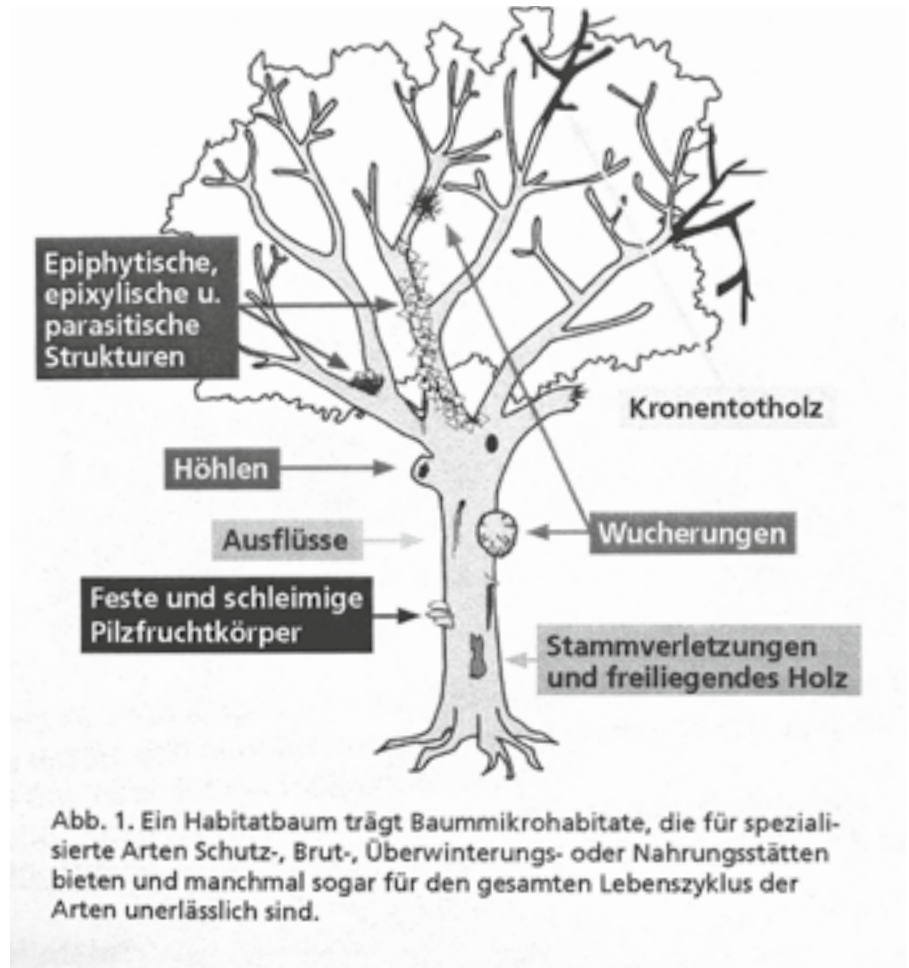 Epiphytische,
epixylische u.
parasitische
Strukturen
Kronentotholz
Höhlen
Ausflüsse
Wucherungen
Feste und schleimige
Pilzfruchtkörper
Stammverletzungen
und freiliegendes Holz
Abb. 1. Ein Habitatbaum trägt Baummikrohabitate, die für speziali-
sierte Arten Schutz-, Brut-, Überwinterungs- oder Nahrungsstätten
bieten und manchmal sogar für den gesamten Lebenszyklus der
Arten unerlässlich sind.